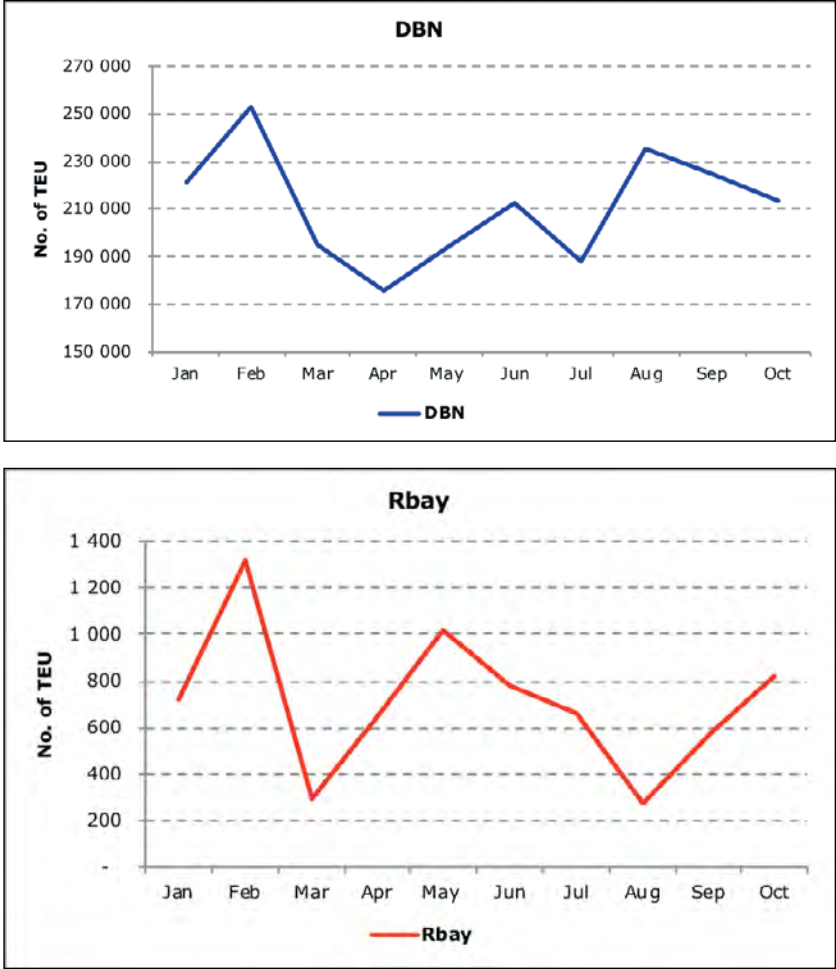 DBN
270 000
250 000
230 000
210 000
190 000
170 000
150 000
No. of TEU
Jan Feb Mar Apr May Jun Jul Aug Sep Oct
DBN
Rbay
1 400
1 200
1 000
800
600
400
200
-
No. of TEU
Jan Feb Mar Apr May Jun Jul Aug Sep Oct
Rbay